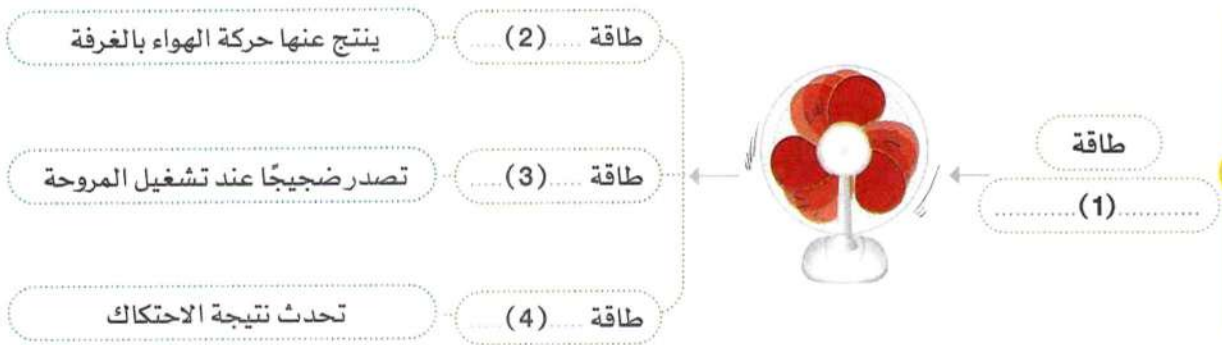 طاقة
............(1)............
طاقة .....(2).....
ينتج عنها حركة الهواء بالغرفة
طاقة .....(3).....
تصدر ضجيجًا عند تشغيل المروحة
طاقة .....(4).....
تحدث نتيجة الاحتكاك